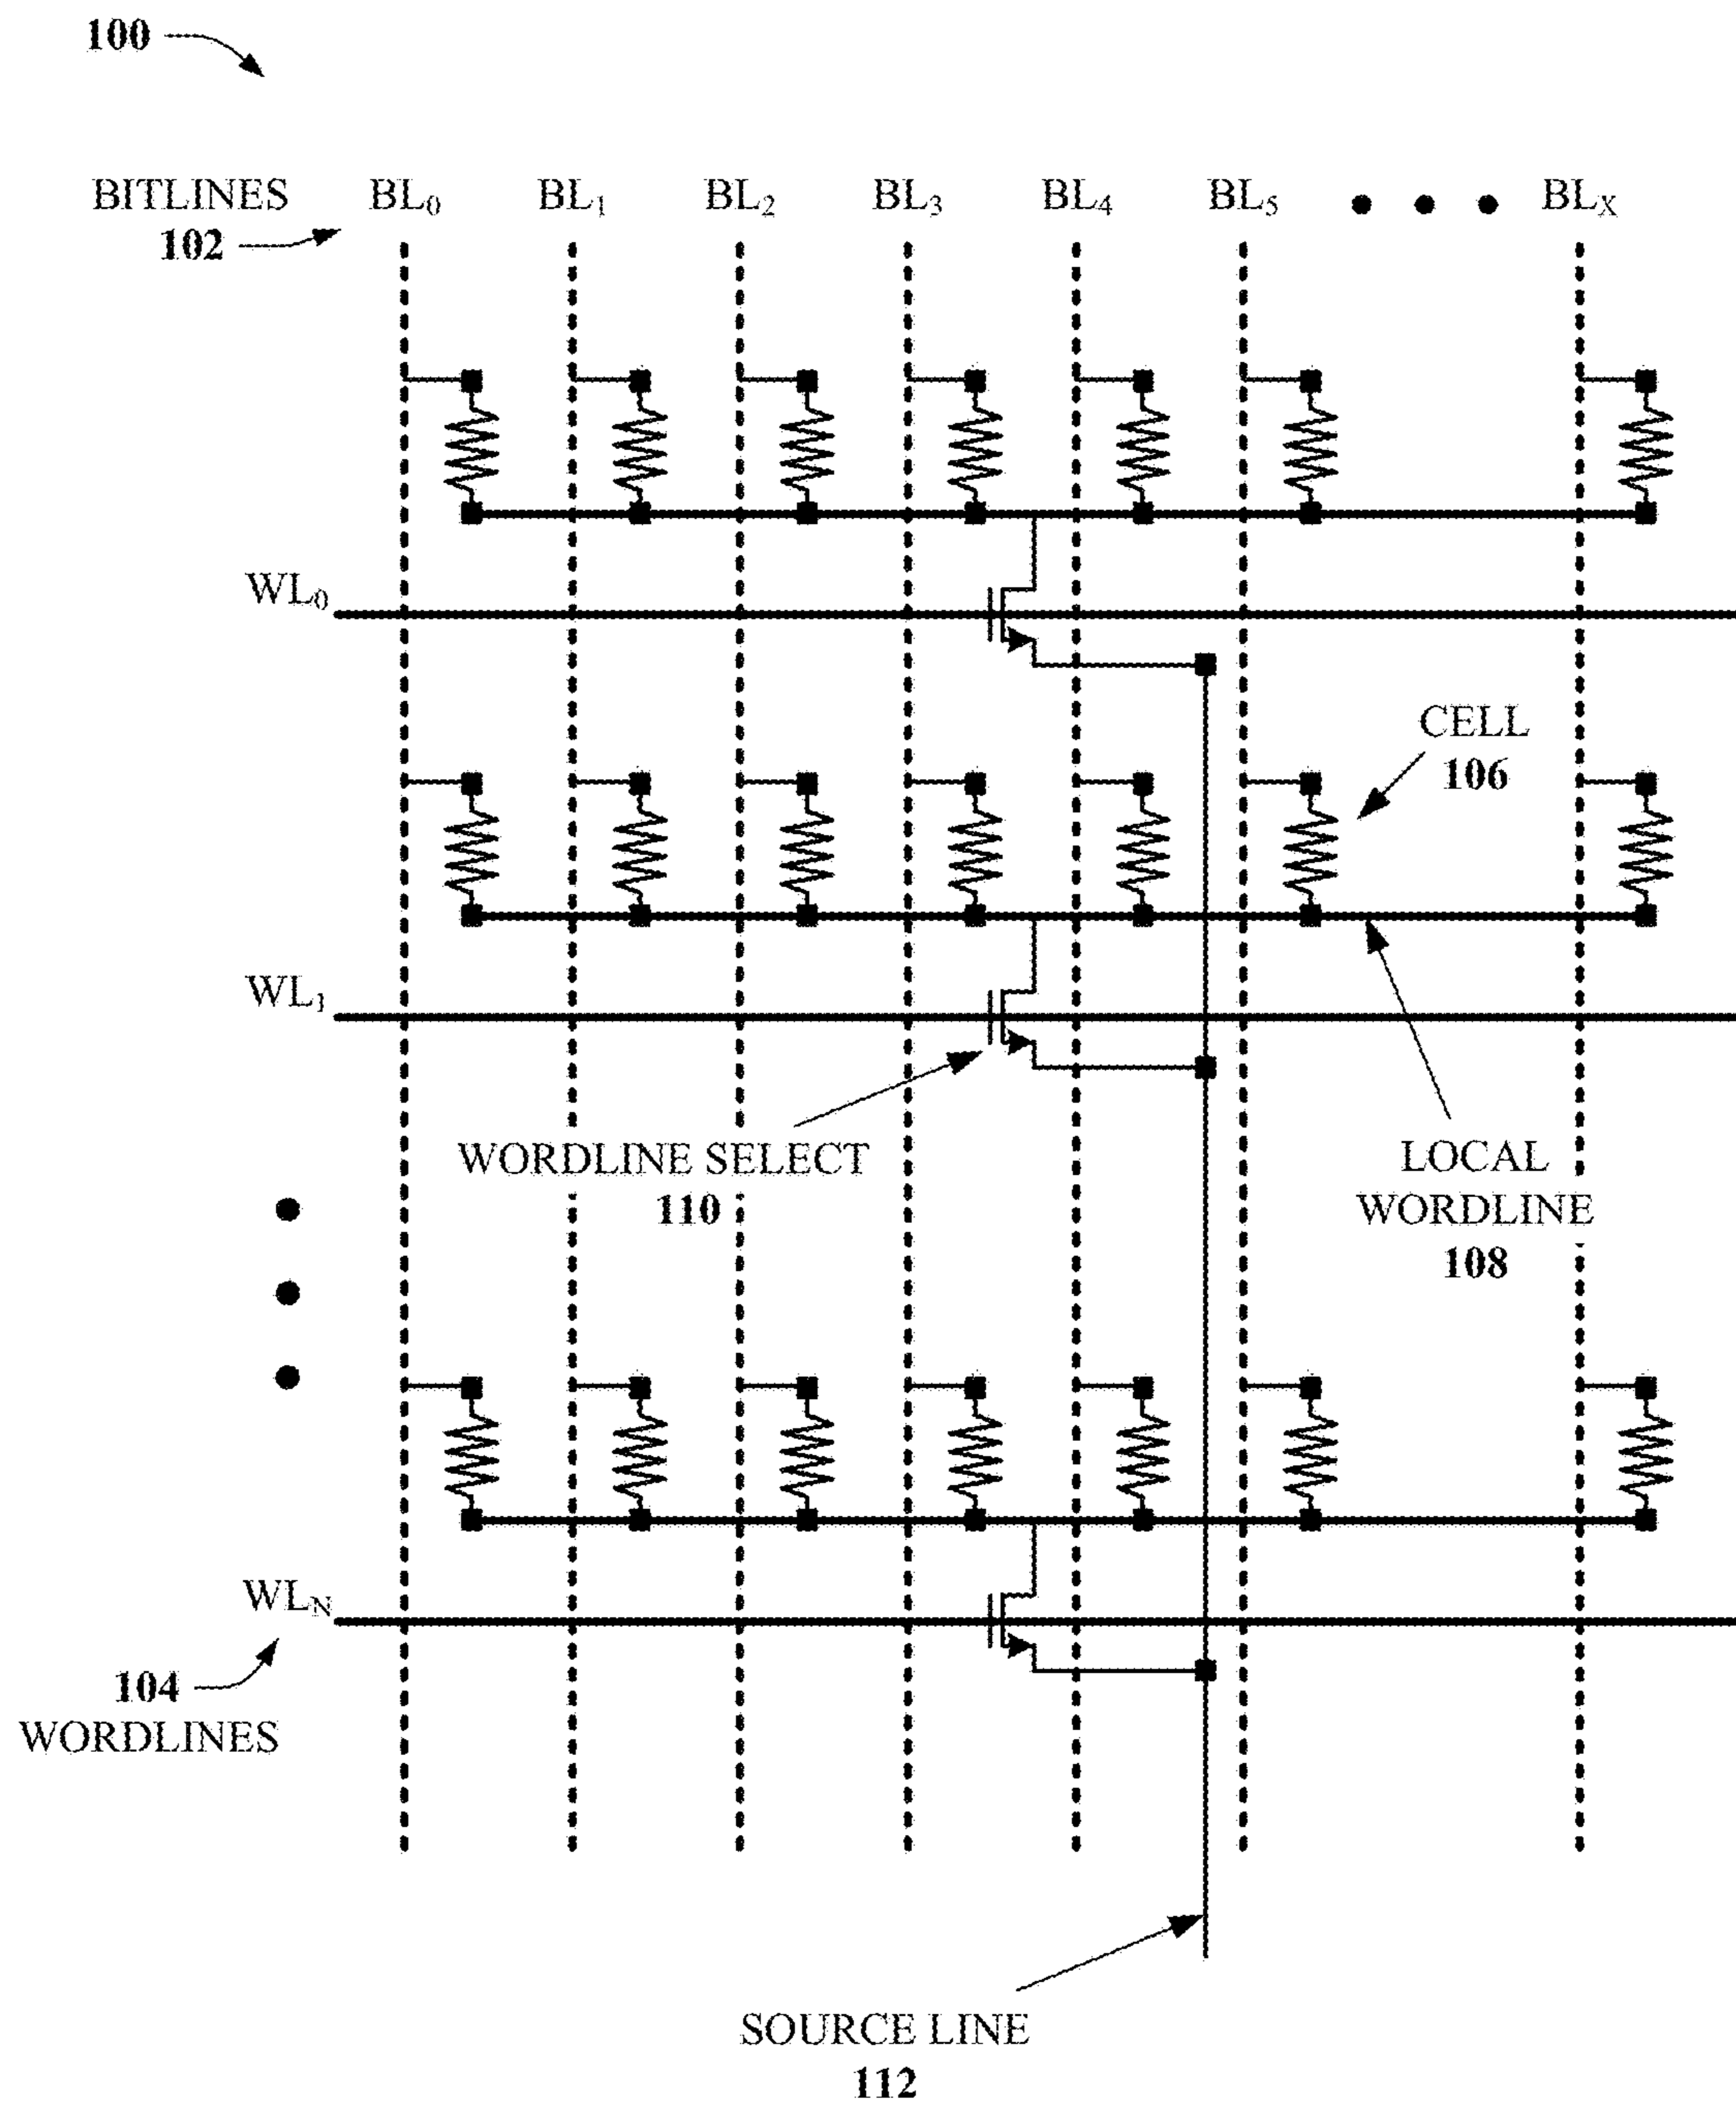 100
BITLINES BL₀ BL₁ BL₂ BL₃ BL₄ BL₅ • • • BLₓ
102
WL₀
CELL
106
WL₁
WORDLINE SELECT
110
LOCAL
WORDLINE
108
WL_N
104
WORDLINES
SOURCE LINE
112